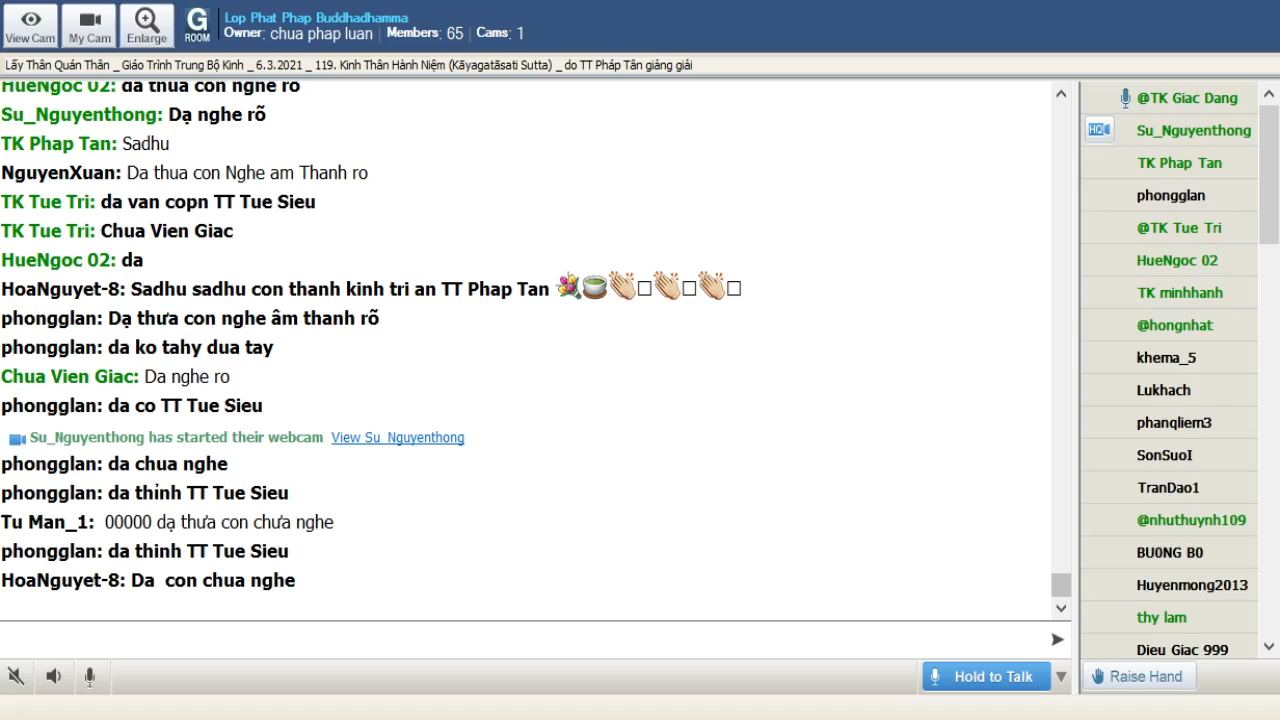 View Cam
My Cam
Enlarge
G ROOM
Lop Phat Phap Buddhadhamma
Owner: chua phap luan | Members: 65 | Cams: 1
Lấy Thân Quán Thân _ Giáo Trình Trung Bộ Kinh _ 6.3.2021 _ 119. Kinh Thân Hành Niệm (Kāyagatāsati Sutta) _ do TT Pháp Tân giảng giải
HueNgoc 02: da thua con nghe ro
Su_Nguyenthong: Dạ nghe rõ
TK Phap Tan: Sadhu
NguyenXuan: Da thua con Nghe am Thanh ro
TK Tue Tri: da van copn TT Tue Sieu
TK Tue Tri: Chua Vien Giac
HueNgoc 02: da
HoaNguyet-8: Sadhu sadhu con thanh kinh tri an TT Phap Tan
phongglan: Dạ thưa con nghe âm thanh rõ
phongglan: da ko tahy dua tay
Chua Vien Giac: Da nghe ro
phongglan: da co TT Tue Sieu
Su_Nguyenthong has started their webcam View Su_Nguyenthong
phongglan: da chua nghe
phongglan: da thỉnh TT Tue Sieu
Tu Man_1: 00000 dạ thưa con chưa nghe
phongglan: da thinh TT Tue Sieu
HoaNguyet-8: Da con chua nghe
@TK Giac Dang
HQ
Su_Nguyenthong
TK Phap Tan
phongglan
@TK Tue Tri
HueNgoc 02
TK minhhanh
@hongnhat
khema_5
Lukhach
phanqliem3
SonSuoI
TranDao1
@nhuthuynh109
BU0NG B0
Huyenmong2013
thy lam
Dieu Giac 999
Hold to Talk
Raise Hand